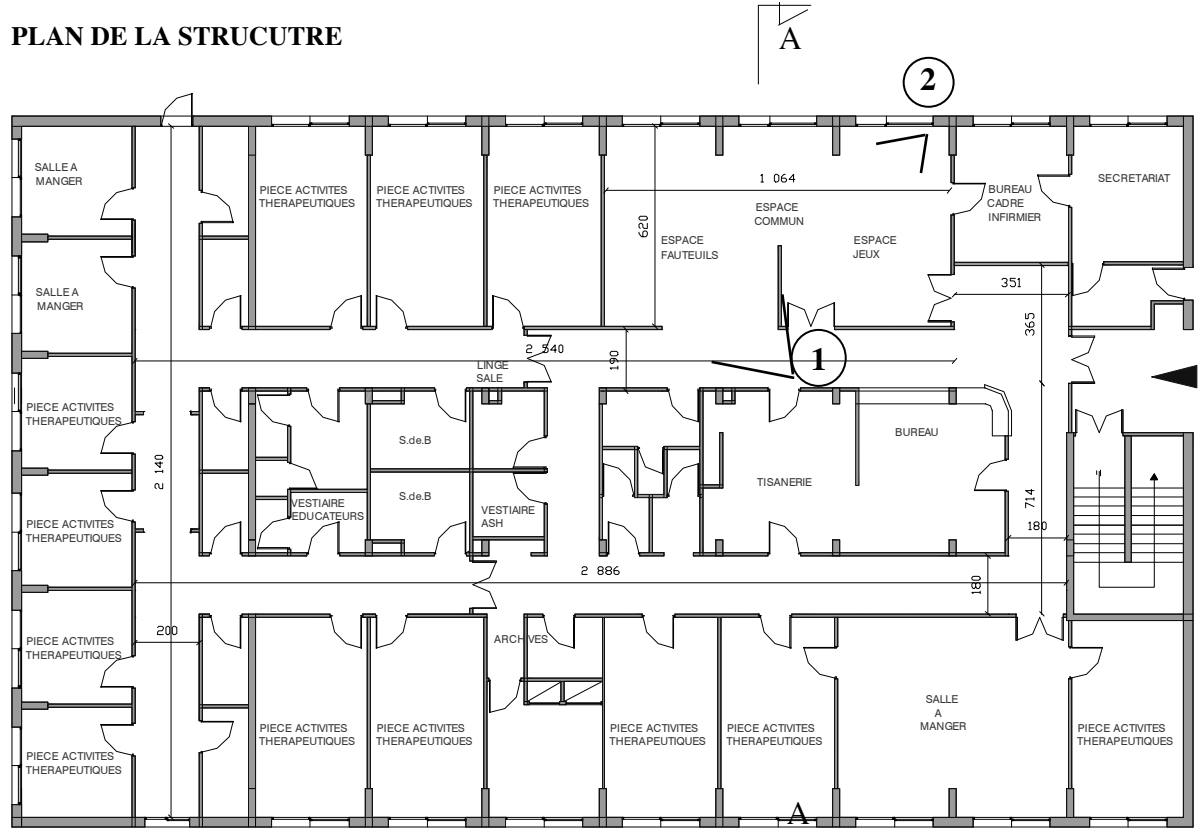 PLAN DE LA STRUCUTRE
A
2
SALLE A
MANGER
PIECE ACTIVITES
THERAPEUTIQUES
PIECE ACTIVITES
THERAPEUTIQUES
PIECE ACTIVITES
THERAPEUTIQUES
1 064
620
ESPACE
COMMUN
ESPACE
FAUTEUILS
ESPACE
JEUX
BUREAU
CADRE
INFIRMIER
SECRETARIAT
SALLE A
MANGER
351
365
2 540
190
LINGE
SALE
1
PIECE ACTIVITES
THERAPEUTIQUES
S.de.B
BUREAU
2 140
TISANERIE
S.de.B
VESTIAIRE
EDUCATEURS
VESTIAIRE
ASH
714
180
PIECE ACTIVITES
THERAPEUTIQUES
2 886
180
200
PIECE ACTIVITES
THERAPEUTIQUES
ARCHIVES
PIECE ACTIVITES
THERAPEUTIQUES
PIECE ACTIVITES
THERAPEUTIQUES
PIECE ACTIVITES
THERAPEUTIQUES
PIECE ACTIVITES
THERAPEUTIQUES
PIECE ACTIVITES
THERAPEUTIQUES
SALLE
A
MANGER
PIECE ACTIVITES
THERAPEUTIQUES
A